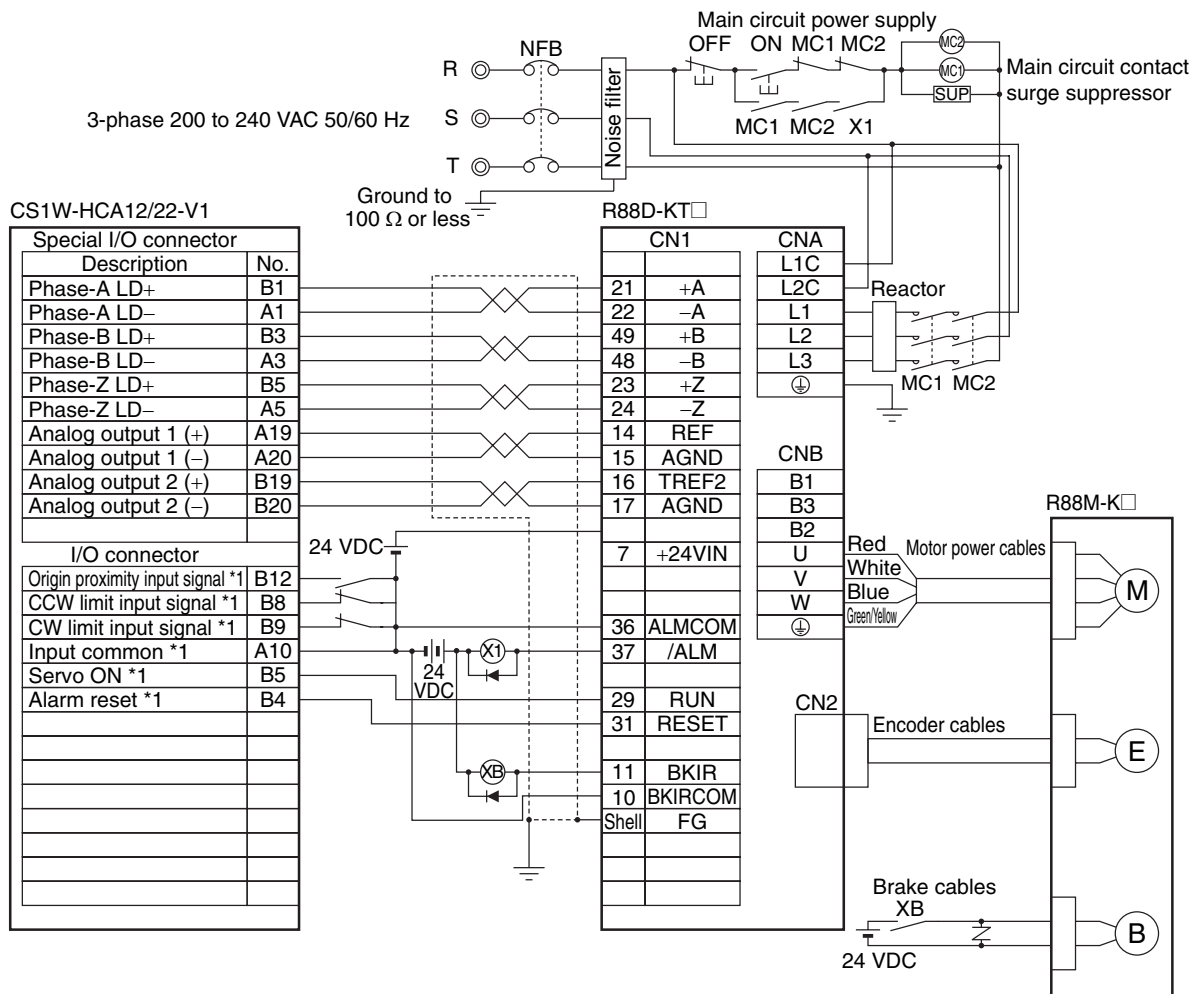 Main circuit power supply
OFF ON MC1 MC2
MC2
NFB
R
Noise filter
MC1
Main circuit contact
SUP
surge suppressor
3-phase 200 to 240 VAC 50/60 Hz
S
MC1 MC2 X1
T
Ground to
100 Ω or less
CS1W-HCA12/22-V1
R88D-KT□
Special I/O connector
CN1
CNA
Description No.
L1C
Phase-A LD+ B1
21 +A
L2C
Reactor
Phase-A LD− A1
22 −A
L1
Phase-B LD+ B3
49 +B
L2
Phase-B LD− A3
48 −B
L3
MC1 MC2
Phase-Z LD+ B5
23 +Z
Phase-Z LD− A5
24 −Z
Analog output 1 (+) A19
14 REF
Analog output 1 (−) A20
15 AGND
CNB
Analog output 2 (+) B19
16 TREF2
B1
Analog output 2 (−) B20
17 AGND
B3
R88M-K□
B2
I/O connector
24 VDC
7 +24VIN
U
Red
Motor power cables
Origin proximity input signal *1 B12
V
White
M
CCW limit input signal *1 B8
W
Blue
CW limit input signal *1 B9
36 ALMCOM
Green/Yellow
Input common *1 A10
X1
37 /ALM
24
VDC
Servo ON *1 B5
29 RUN
CN2
Alarm reset *1 B4
31 RESET
Encoder cables
E
XB
11 BKIR
10 BKIRCOM
Shell FG
Brake cables
XB
B
24 VDC